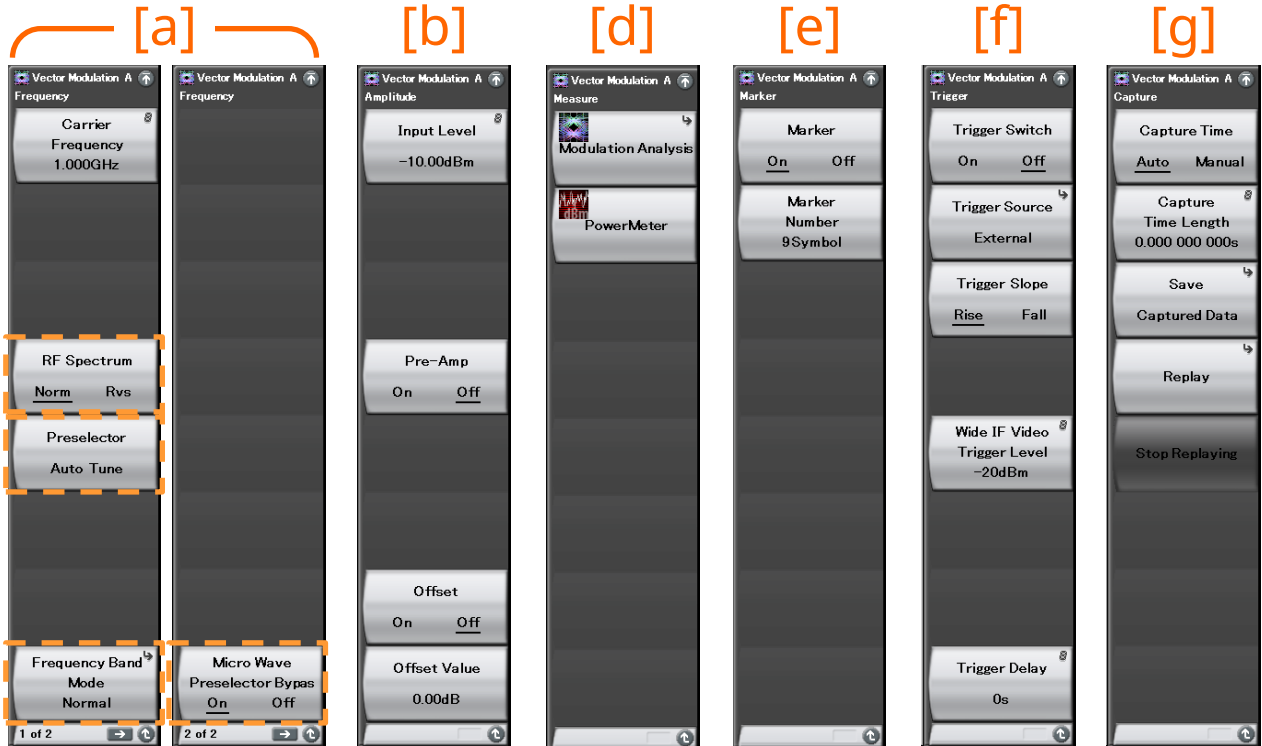 [a]
[b]
[d]
[e]
[f]
[g]
Vector Modulation A
Frequency
Carrier
Frequency
1.000GHz
RF Spectrum
Norm Rvs
Preselector
Auto Tune
Frequency Band
Mode
Normal
1 of 2
Vector Modulation A
Frequency
Micro Wave
Preselector Bypas
On Off
2 of 2
Vector Modulation A
Amplitude
Input Level
-10.00dBm
Pre-Amp
On Off
Offset
On Off
Offset Value
0.00dB
Vector Modulation A
Measure
Modulation Analysis
dBm
PowerMeter
Vector Modulation A
Marker
Marker
On Off
Marker
Number
9Symbol
Vector Modulation A
Trigger
Trigger Switch
On Off
Trigger Source
External
Trigger Slope
Rise Fall
Wide IF Video
Trigger Level
-20dBm
Trigger Delay
0s
Vector Modulation A
Capture
Capture Time
Auto Manual
Capture
Time Length
0.000 000 000s
Save
Captured Data
Replay
Stop Replaying